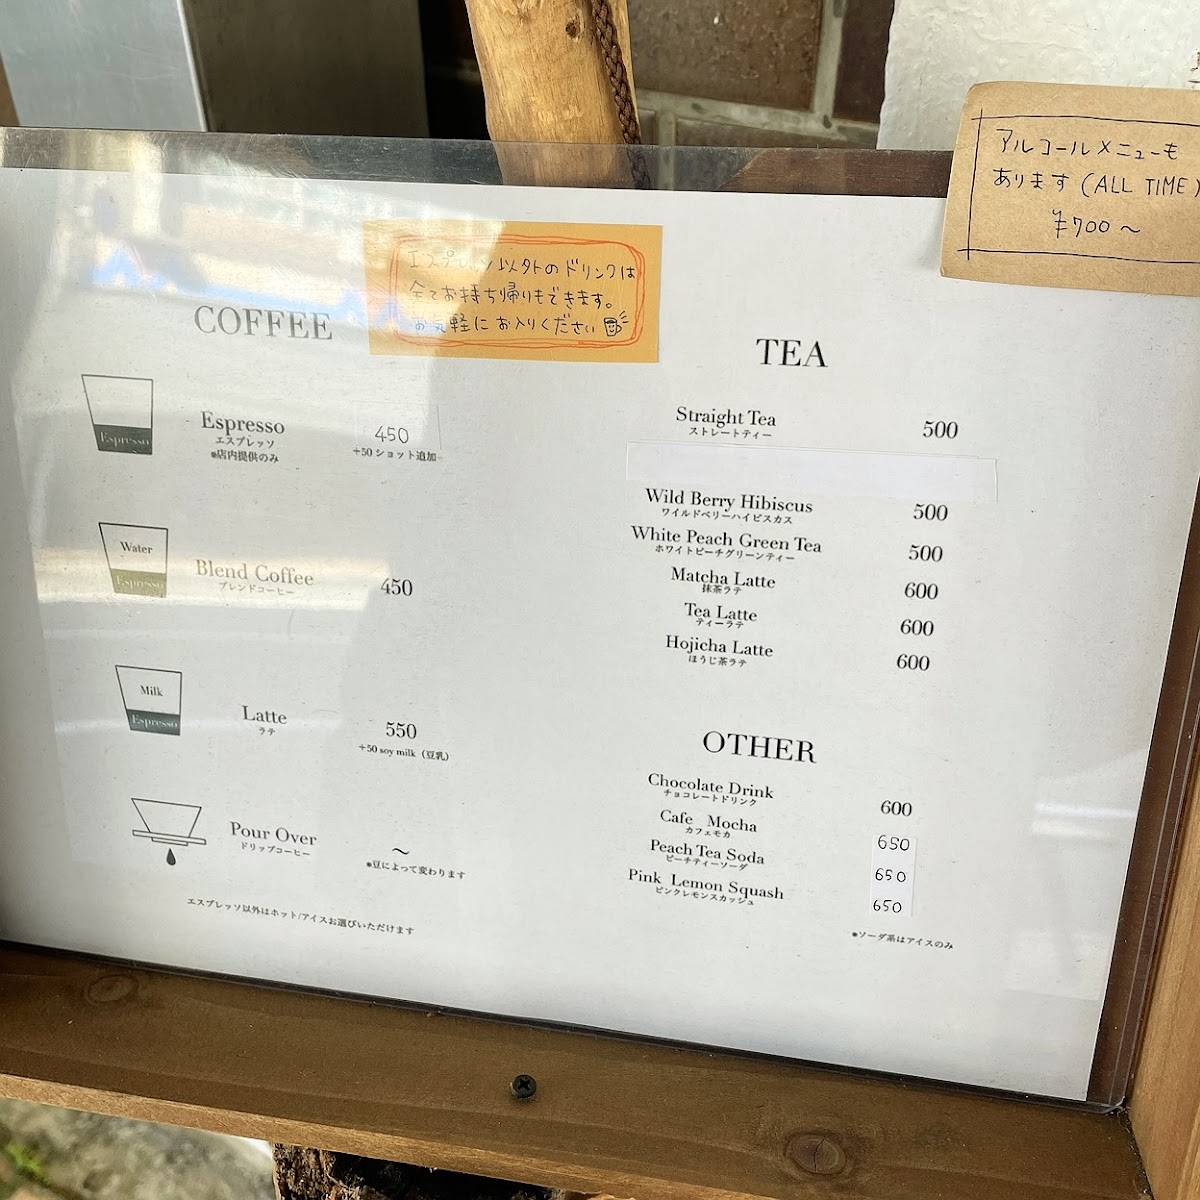 アルコールメニューも
あります(ALL TIME)
¥700〜
エスプレッソ以外のドリンクは
全てお持ち帰りもできます。
お気軽にお入りください
COFFEE
Espresso
Espresso
エスプレッソ
※店内提供のみ
450
+50 ショット追加
Water
Espresso
Blend Coffee
ブレンドコーヒー
450
Milk
Espresso
Latte
ラテ
550
+50 soy milk（豆乳）
Pour Over
ドリップコーヒー
〜
※豆によって変わります
エスプレッソ以外はホット/アイスお選びいただけます
TEA
Straight Tea 500
ストレートティー
Wild Berry Hibiscus 500
ワイルドベリーハイビスカス
White Peach Green Tea 500
ホワイトピーチグリーンティー
Matcha Latte 600
抹茶ラテ
Tea Latte 600
ティーラテ
Hojicha Latte 600
ほうじ茶ラテ
OTHER
Chocolate Drink 600
チョコレートドリンク
Cafe Mocha 650
カフェモカ
Peach Tea Soda 650
ピーチティーソーダ
Pink Lemon Squash 650
ピンクレモンスカッシュ
※ソーダ系はアイスのみ